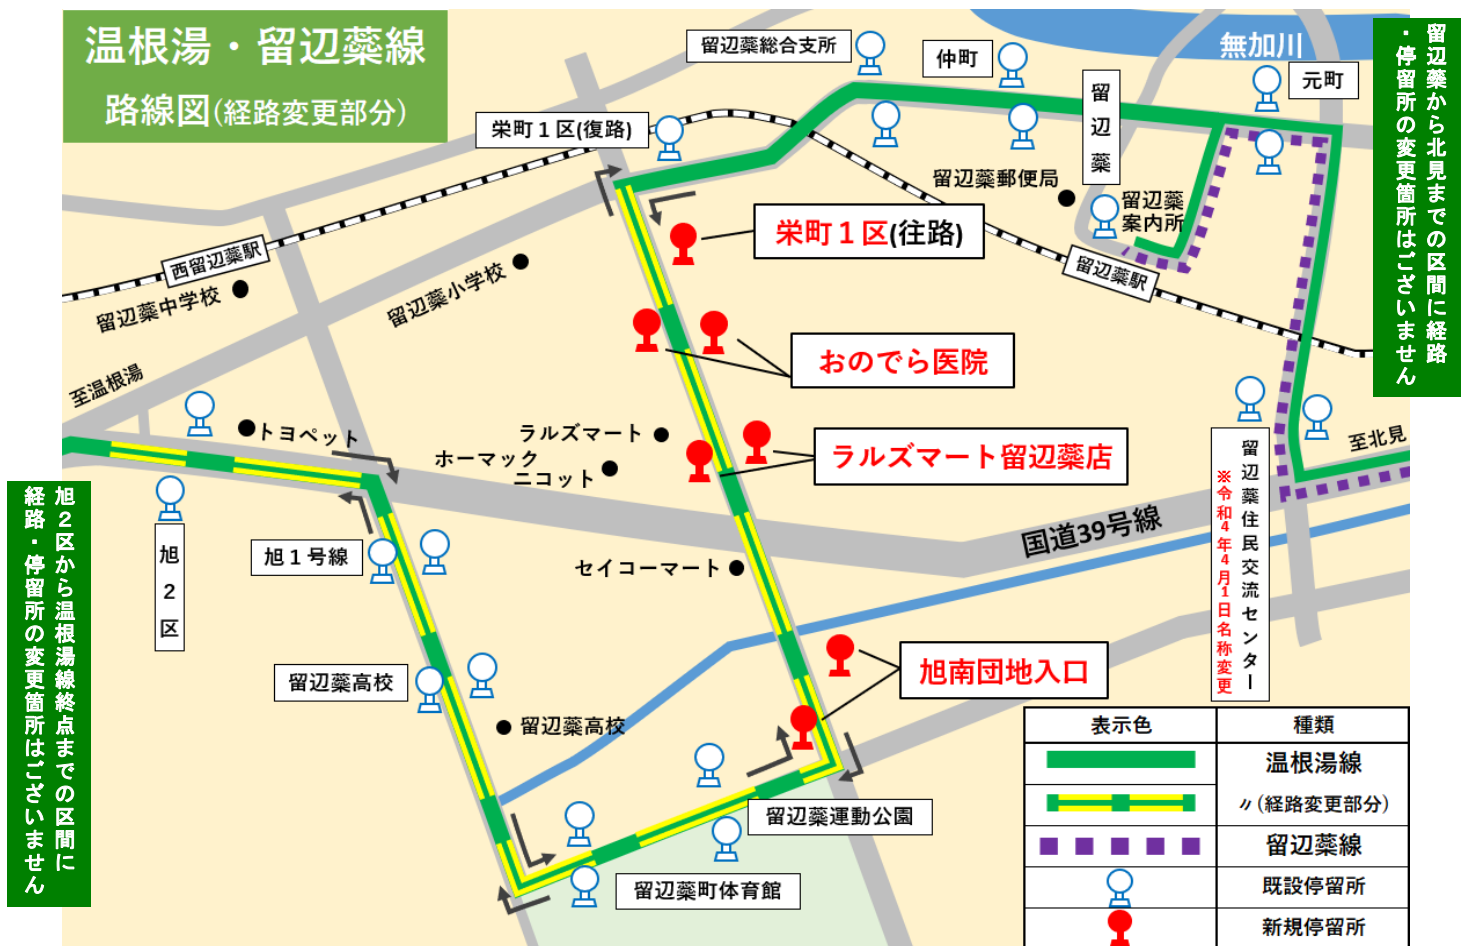 温根湯・留辺蘂線
路線図(経路変更部分)
留辺蘂総合支所
仲町
無加川
元町
留辺蘂
栄町１区(復路)
留辺蘂郵便局
留辺蘂
案内所
栄町１区(往路)
西留辺蘂駅
留辺蘂駅
留辺蘂中学校
留辺蘂小学校
おのでら医院
至温根湯
トヨペット
ラルズマート
ホーマック
ニコット
ラルズマート留辺蘂店
至北見
国道39号線
留辺蘂住民交流センター
※令和4年4月1日名称変更
旭２区
旭１号線
セイコーマート
留辺蘂高校
留辺蘂高校
旭南団地入口
留辺蘂運動公園
留辺蘂町体育館
留辺蘂から北見までの区間に経路
・停留所の変更箇所はございません
旭２区から温根湯線終点までの区間に
経路・停留所の変更箇所はございません
表示色 種類
温根湯線
〃(経路変更部分)
留辺蘂線
既設停留所
新規停留所